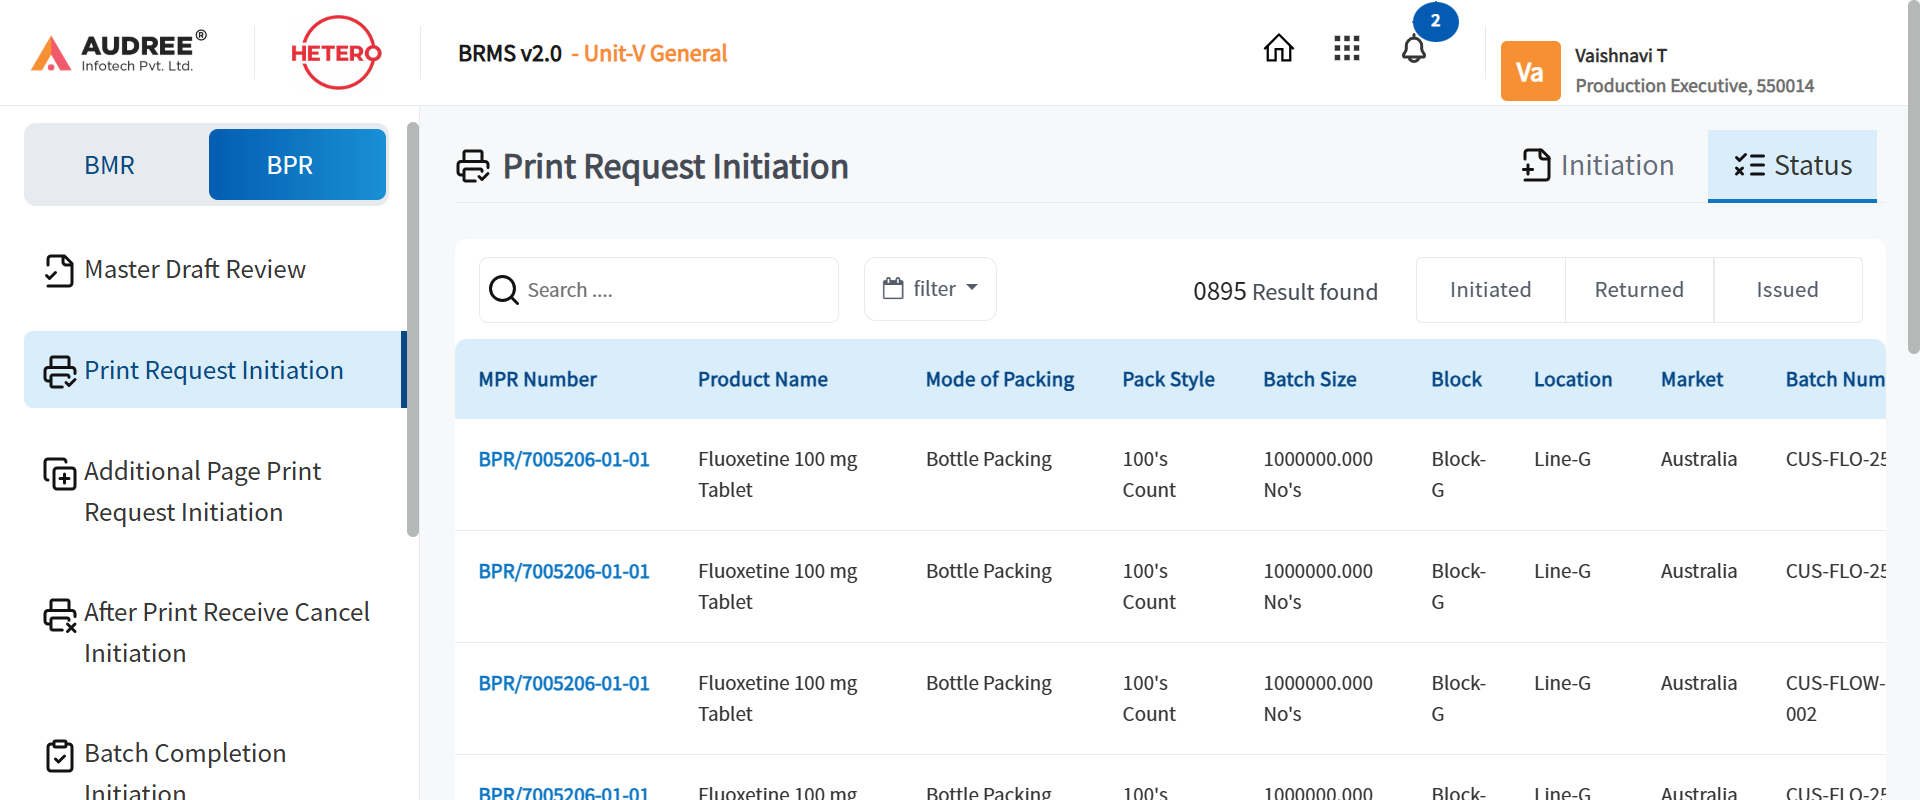 AUDREE®
Infotech Pvt. Ltd.
HETERO
BRMS v2.0 - Unit-V General
2
Va
Vaishnavi T
Production Executive, 550014
BMR
BPR
Master Draft Review
Print Request Initiation
Additional Page Print
Request Initiation
After Print Receive Cancel
Initiation
Batch Completion
Initiation
Print Request Initiation
Initiation
Status
Search ....
filter
0895 Result found
Initiated
Returned
Issued
MPR Number Product Name Mode of Packing Pack Style Batch Size Block Location Market Batch Num
BPR/7005206-01-01 Fluoxetine 100 mg Bottle Packing 100's 1000000.000 Block- Line-G Australia CUS-FLO-25
Tablet Count No's G
BPR/7005206-01-01 Fluoxetine 100 mg Bottle Packing 100's 1000000.000 Block- Line-G Australia CUS-FLO-25
Tablet Count No's G
BPR/7005206-01-01 Fluoxetine 100 mg Bottle Packing 100's 1000000.000 Block- Line-G Australia CUS-FLOW-
Tablet Count No's G 002
BPR/7005206-01-01 Fluoxetine 100 mg Bottle Packing 100's 1000000.000 Block- Line-G Australia CUS-FLO-25